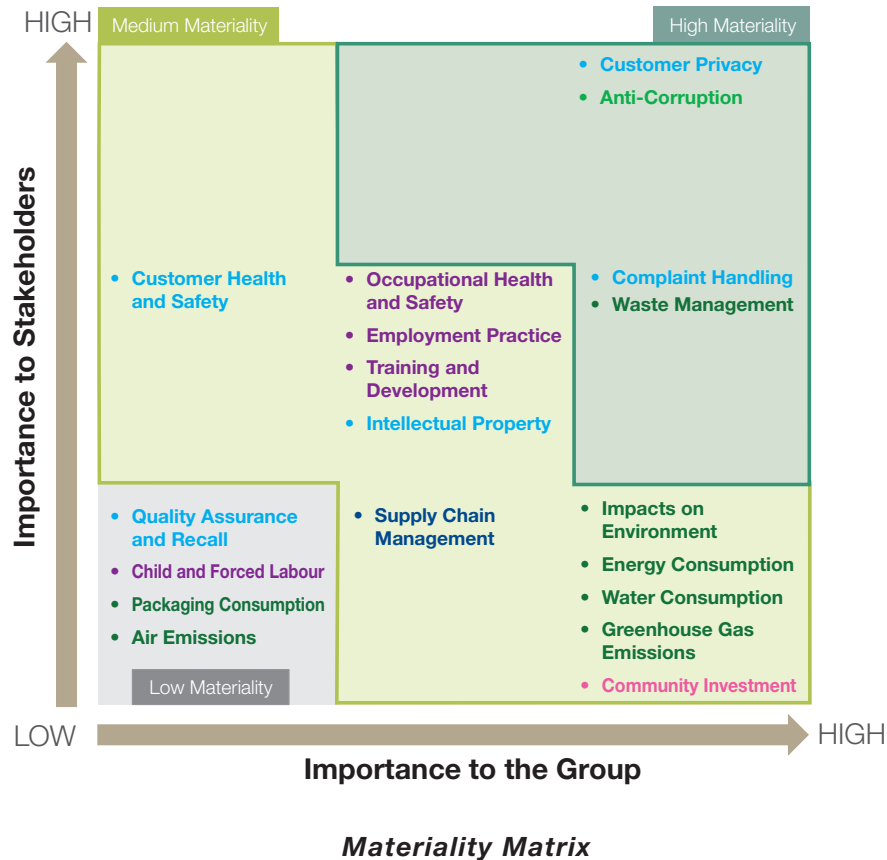 HIGH
Medium Materiality
High Materiality
• Customer Privacy
• Anti-Corruption
Importance to Stakeholders
• Customer Health
and Safety
• Occupational Health
and Safety
• Employment Practice
• Training and
Development
• Intellectual Property
• Complaint Handling
• Waste Management
• Quality Assurance
and Recall
• Child and Forced Labour
• Packaging Consumption
• Air Emissions
Low Materiality
• Supply Chain
Management
• Impacts on
Environment
• Energy Consumption
• Water Consumption
• Greenhouse Gas
Emissions
• Community Investment
LOW
HIGH
Importance to the Group
Materiality Matrix